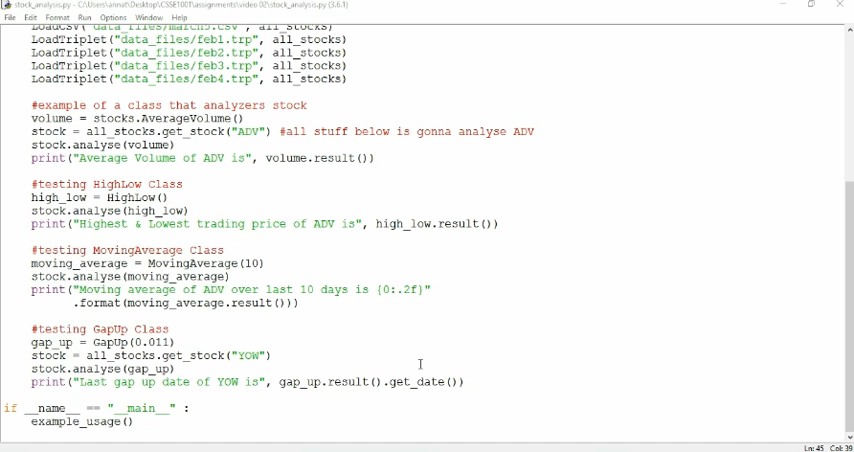 stock_analysis.py - C:\Users\annat\Desktop\CSSE1001\assignments\video 02\stock_analysis.py (3.6.1)
File Edit Format Run Options Window Help
LoadCSV("data_files/march5.csv", all_stocks)
LoadTriplet("data_files/feb1.trp", all_stocks)
LoadTriplet("data_files/feb2.trp", all_stocks)
LoadTriplet("data_files/feb3.trp", all_stocks)
LoadTriplet("data_files/feb4.trp", all_stocks)
#example of a class that analyzers stock
volume = stocks.AverageVolume()
stock = all_stocks.get_stock("ADV") #all stuff below is gonna analyse ADV
stock.analyse(volume)
print("Average Volume of ADV is", volume.result())
#testing HighLow Class
high_low = HighLow()
stock.analyse(high_low)
print("Highest & Lowest trading price of ADV is", high_low.result())
#testing MovingAverage Class
moving_average = MovingAverage(10)
stock.analyse(moving_average)
print("Moving average of ADV over last 10 days is {0:.2f}"
.format(moving_average.result()))
#testing GapUp Class
gap_up = GapUp(0.011)
stock = all_stocks.get_stock("YOW")
stock.analyse(gap_up)
print("Last gap up date of YOW is", gap_up.result().get_date())
if __name__ == "__main__" :
example_usage()
Ln: 45 Col: 39